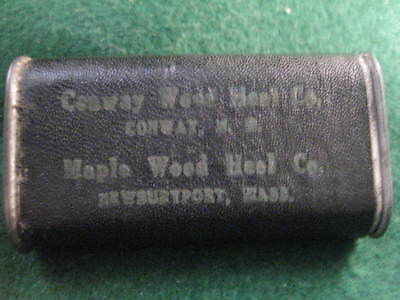 Conway Wood Heel Co.
CONWAY, N. H.
Maple Wood Heel Co.
NEWBURYPORT, MASS.